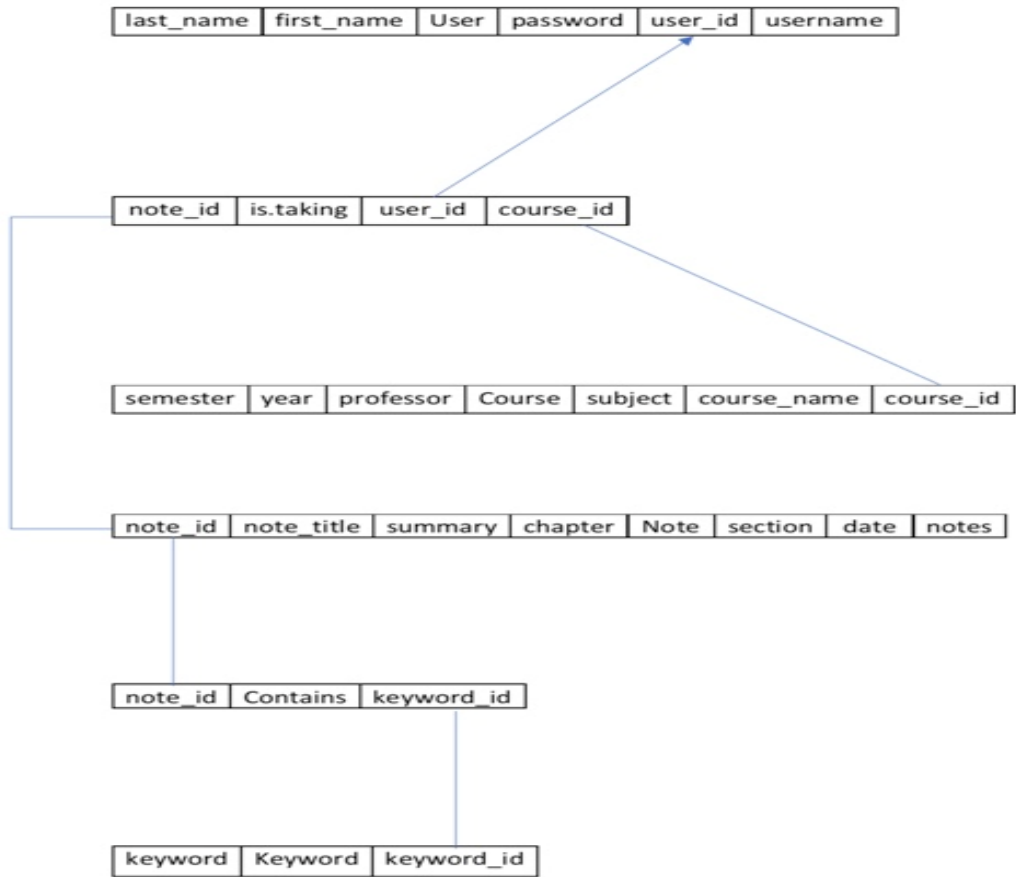 last_name first_name User password user_id username
note_id is.taking user_id course_id
semester year professor Course subject course_name course_id
note_id note_title summary chapter Note section date notes
note_id Contains keyword_id
keyword Keyword keyword_id